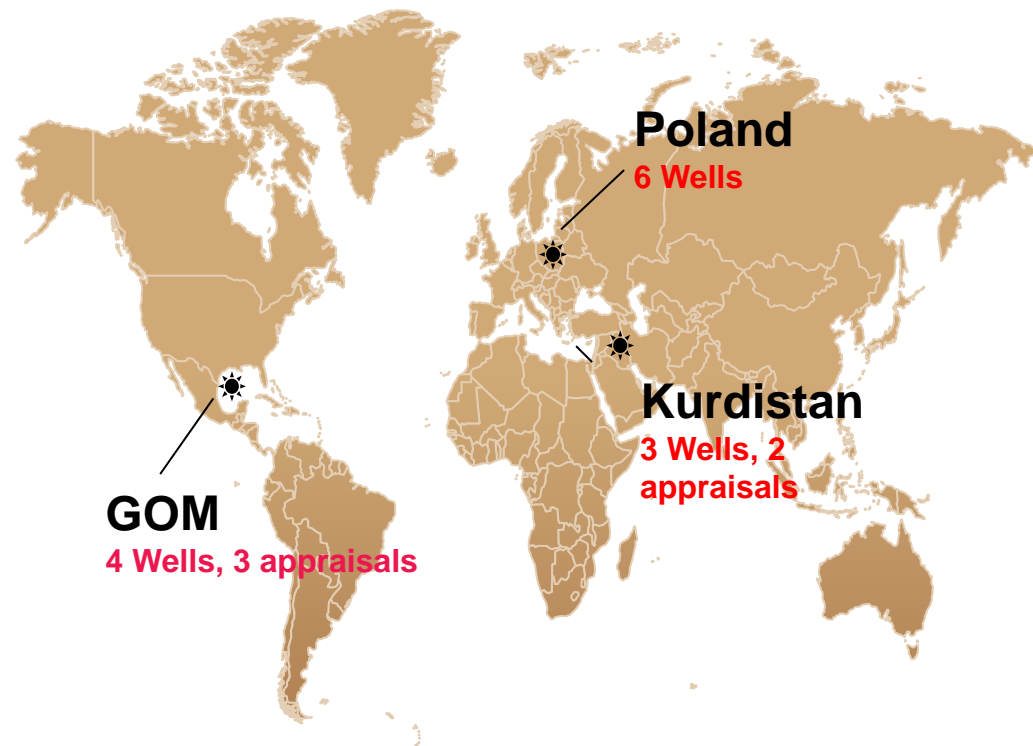 Poland
6 Wells
Kurdistan
3 Wells, 2
appraisals
GOM
4 Wells, 3 appraisals